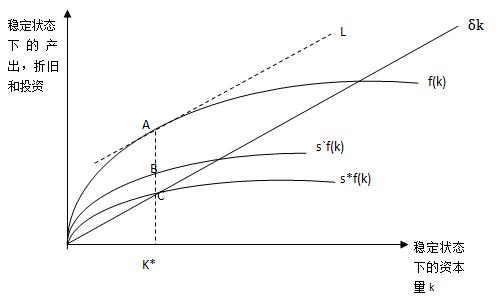 稳定状态
下 的 产
出，折旧
和投资
L
δk
f(k)
A
s`f(k)
B
s*f(k)
C
K*
稳定状态
下的资本
量 k